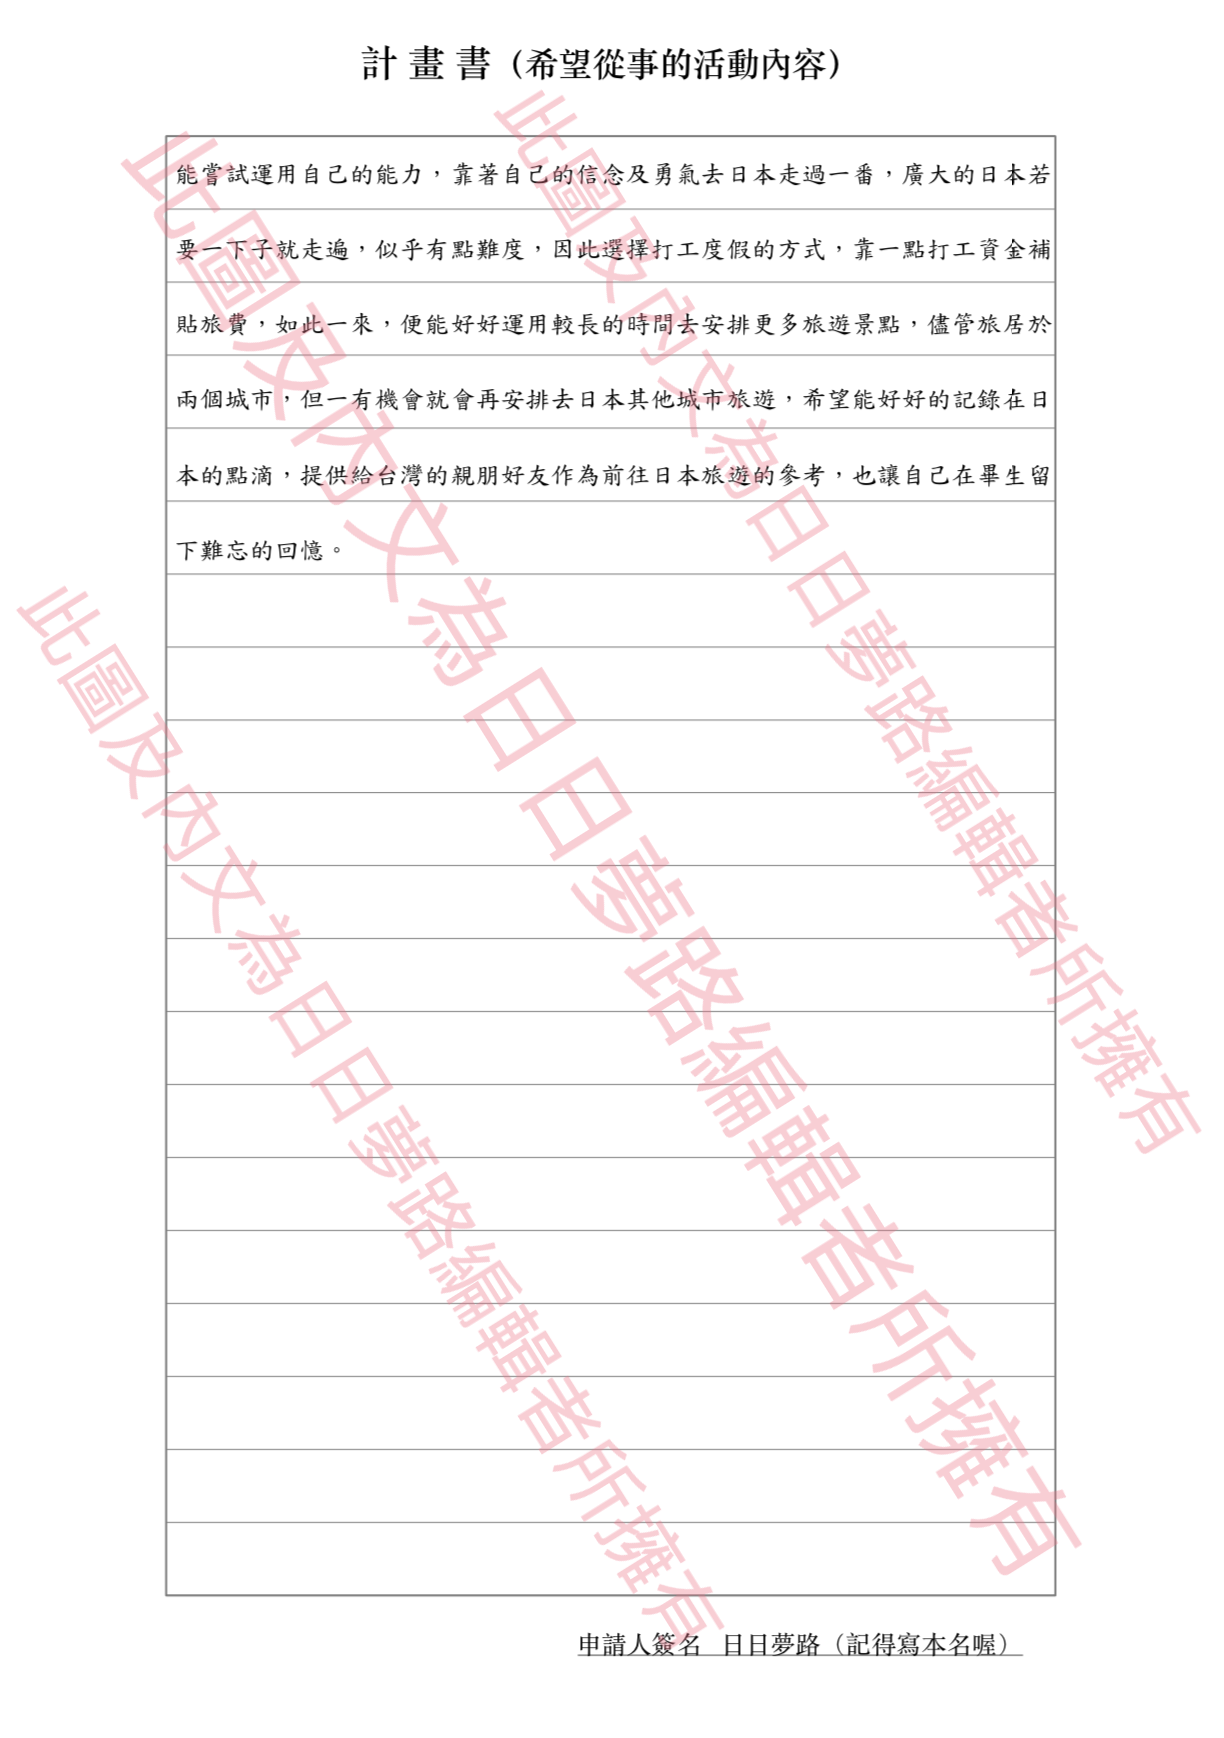 計畫書（希望從事的活動內容）
能嘗試運用自己的能力，靠著自己的信念及勇氣去日本走過一番，廣大的日本若
要一下子就走遍，似乎有點難度，因此選擇打工度假的方式，靠一點打工資金補
貼旅費，如此一來，便能好好運用較長的時間去安排更多旅遊景點，儘管旅居於
兩個城市，但一有機會就會再安排去日本其他城市旅遊，希望能好好的記錄在日
本的點滴，提供給台灣的親朋好友作為前往日本旅遊的參考，也讓自己在畢生留
下難忘的回憶。
此圖及內文為日日夢路編輯者所擁有
此圖及內文為日日夢路編輯者所擁有
此圖及內文為日日夢路編輯者所擁有
申請人簽名 日日夢路（記得寫本名喔）